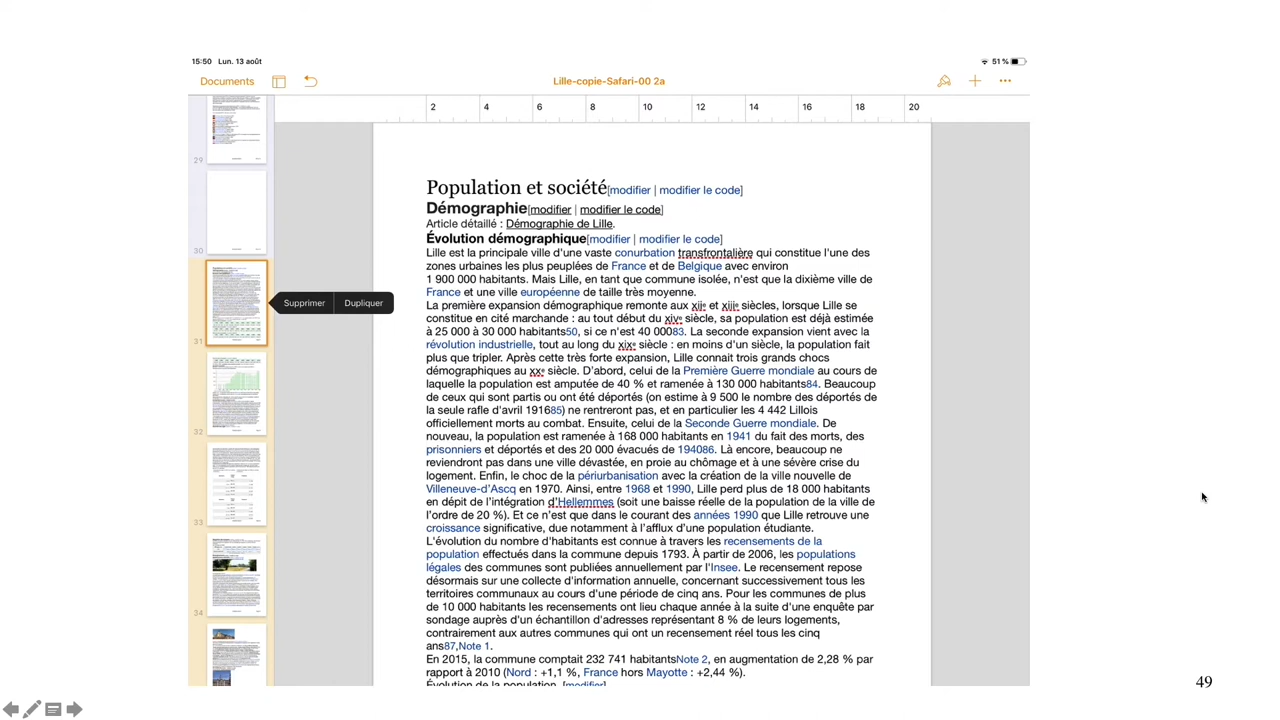 15:50 Lun. 13 août
51 %
Documents
Lille-copie-Safari-00 2a
2 4 6 8 10 12 14 16 18 20
29
30
31
Supprimer Dupliquer
32
33
34
Population et société[modifier | modifier le code]
Démographie[modifier | modifier le code]
Article détaillé : Démographie de Lille.
Évolution démographique[modifier | modifier le code]
Lille est la principale ville d'une vaste conurbation transfrontalière qui constitue l'une des
zones urbaines les plus peuplées de France et de Belgique avec environ
1 900 000 habitants. Mais Lille, en tant que commune seule, n'est que la dixième ville de
France et une ville européenne de taille très moyenne.
La première expansion démographique remonte aux xiie et xiiie siècles, lorsque Lille se
constitue en ville marchande : au tout début du xive siècle, sa population est déjà estimée
à 25 000 à 30 000 habitants50, si ce n'est 40 00083. La seconde expansion vient avec la
révolution industrielle, tout au long du xixe siècle : en moins d'un siècle, la population fait
plus que tripler. Après cette très forte expansion, Lille connait trois grands chocs
démographiques au xxe siècle. D'abord, celui de la Première Guerre mondiale au cours de
laquelle la population est amputée de 40 % et ramenée à 130 000 habitants84. Beaucoup
de ceux qui ont fui ou ont été déportés (on estime à 9 500 le nombre des déportés de
la seule année 191685) ne reviendront pas, s'ajoutant aux Lillecullier aux 4 442 Lillois
officiellement morts au combat. Ensuite, celui de la Seconde Guerre mondiale. De
nouveau, la population est ramenée à 168 000 habitants en 1941 du fait des morts, des
prisonniers et déportés et des 20 000 évacués de 194086. Là encore, beaucoup ne
reviendront pas dans une ville dévastée, en proie au chômage et à une sévère crise du
logement. Enfin, le choc de la périurbanisation avec la création de la ville nouvelle de
Villeneuve-d'Ascq en 1970. Ainsi, entre 1968 et 1990, Lille perd plus de 18 000 habitants
en dépit de l'intégration d'Hellemmes (soit une baisse réelle de la population de la ville de
l'ordre de 20 %). Et ce n'est que dans le courant des années 1990 que Lille retrouve une
croissance significative, due notamment à l'afflux d'une population étudiante.
L'évolution du nombre d'habitants est connue à travers les recensements de la
population effectués dans la commune depuis 1793. À partir de 2006, les populations
légales des communes sont publiées annuellement par l'Insee. Le recensement repose
désormais sur une collecte d'information annuelle, concernant successivement tous les
territoires communaux au cours d'une période de cinq ans. Pour les communes de plus
de 10 000 habitants les recensements ont lieu chaque année à la suite d'une enquête par
sondage auprès d'un échantillon d'adresses représentant 8 % de leurs logements,
contrairement aux autres communes qui ont un recensement réel tous les cinq
ans87,Note 1.
En 2015, la commune comptait 232 741 habitantsNote 2, en augmentation de 2,28 % par
rapport à 2010 (Nord : +1,1 %, France hors Mayotte : +2,44 %).
Évolution de la population [modifier]
49